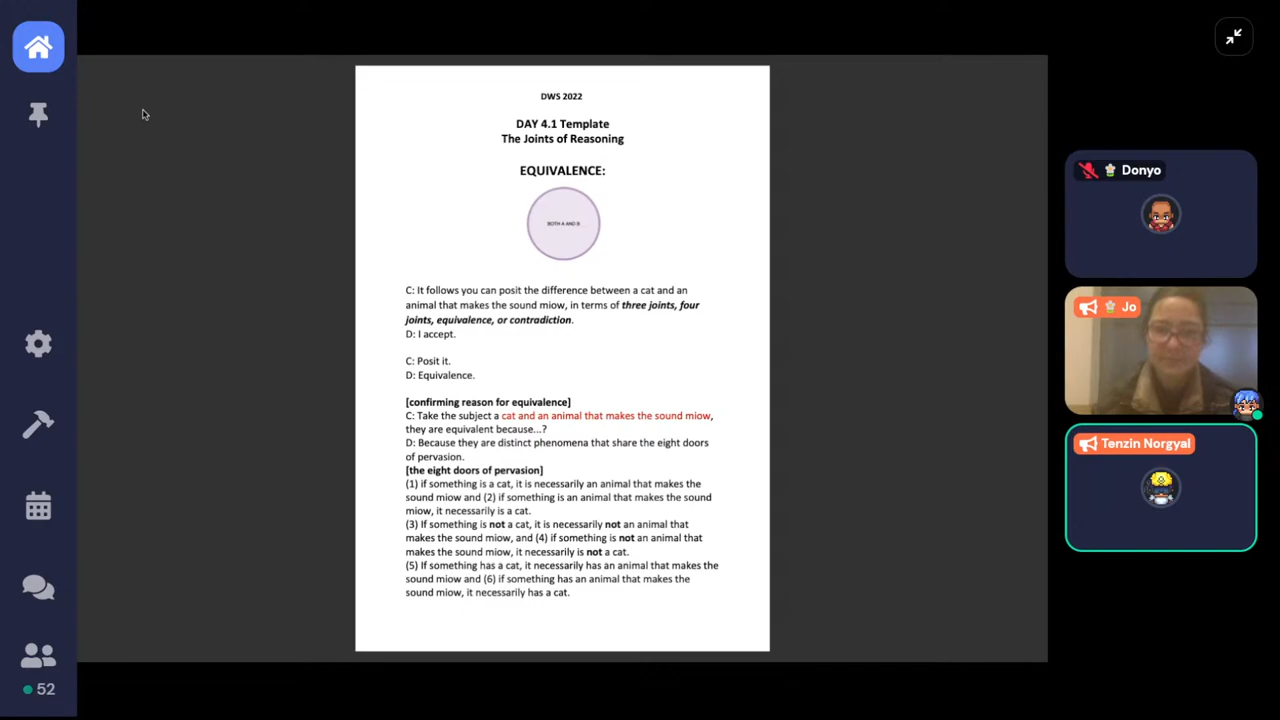 DWS 2022
DAY 4.1 Template
The Joints of Reasoning
EQUIVALENCE:
BOTH A AND B
C: It follows you can posit the difference between a cat and an
animal that makes the sound miow, in terms of three joints, four
joints, equivalence, or contradiction.
D: I accept.
C: Posit it.
D: Equivalence.
[confirming reason for equivalence]
C: Take the subject a cat and an animal that makes the sound miow,
they are equivalent because...?
D: Because they are distinct phenomena that share the eight doors
of pervasion.
[the eight doors of pervasion]
(1) if something is a cat, it is necessarily an animal that makes the
sound miow and (2) if something is an animal that makes the sound
miow, it necessarily is a cat.
(3) If something is not a cat, it is necessarily not an animal that
makes the sound miow, and (4) if something is not an animal that
makes the sound miow, it necessarily is not a cat.
(5) If something has a cat, it necessarily has an animal that makes the
sound miow and (6) if something has an animal that makes the
sound miow, it necessarily has a cat.
Donyo
Jo
Tenzin Norgyal
52